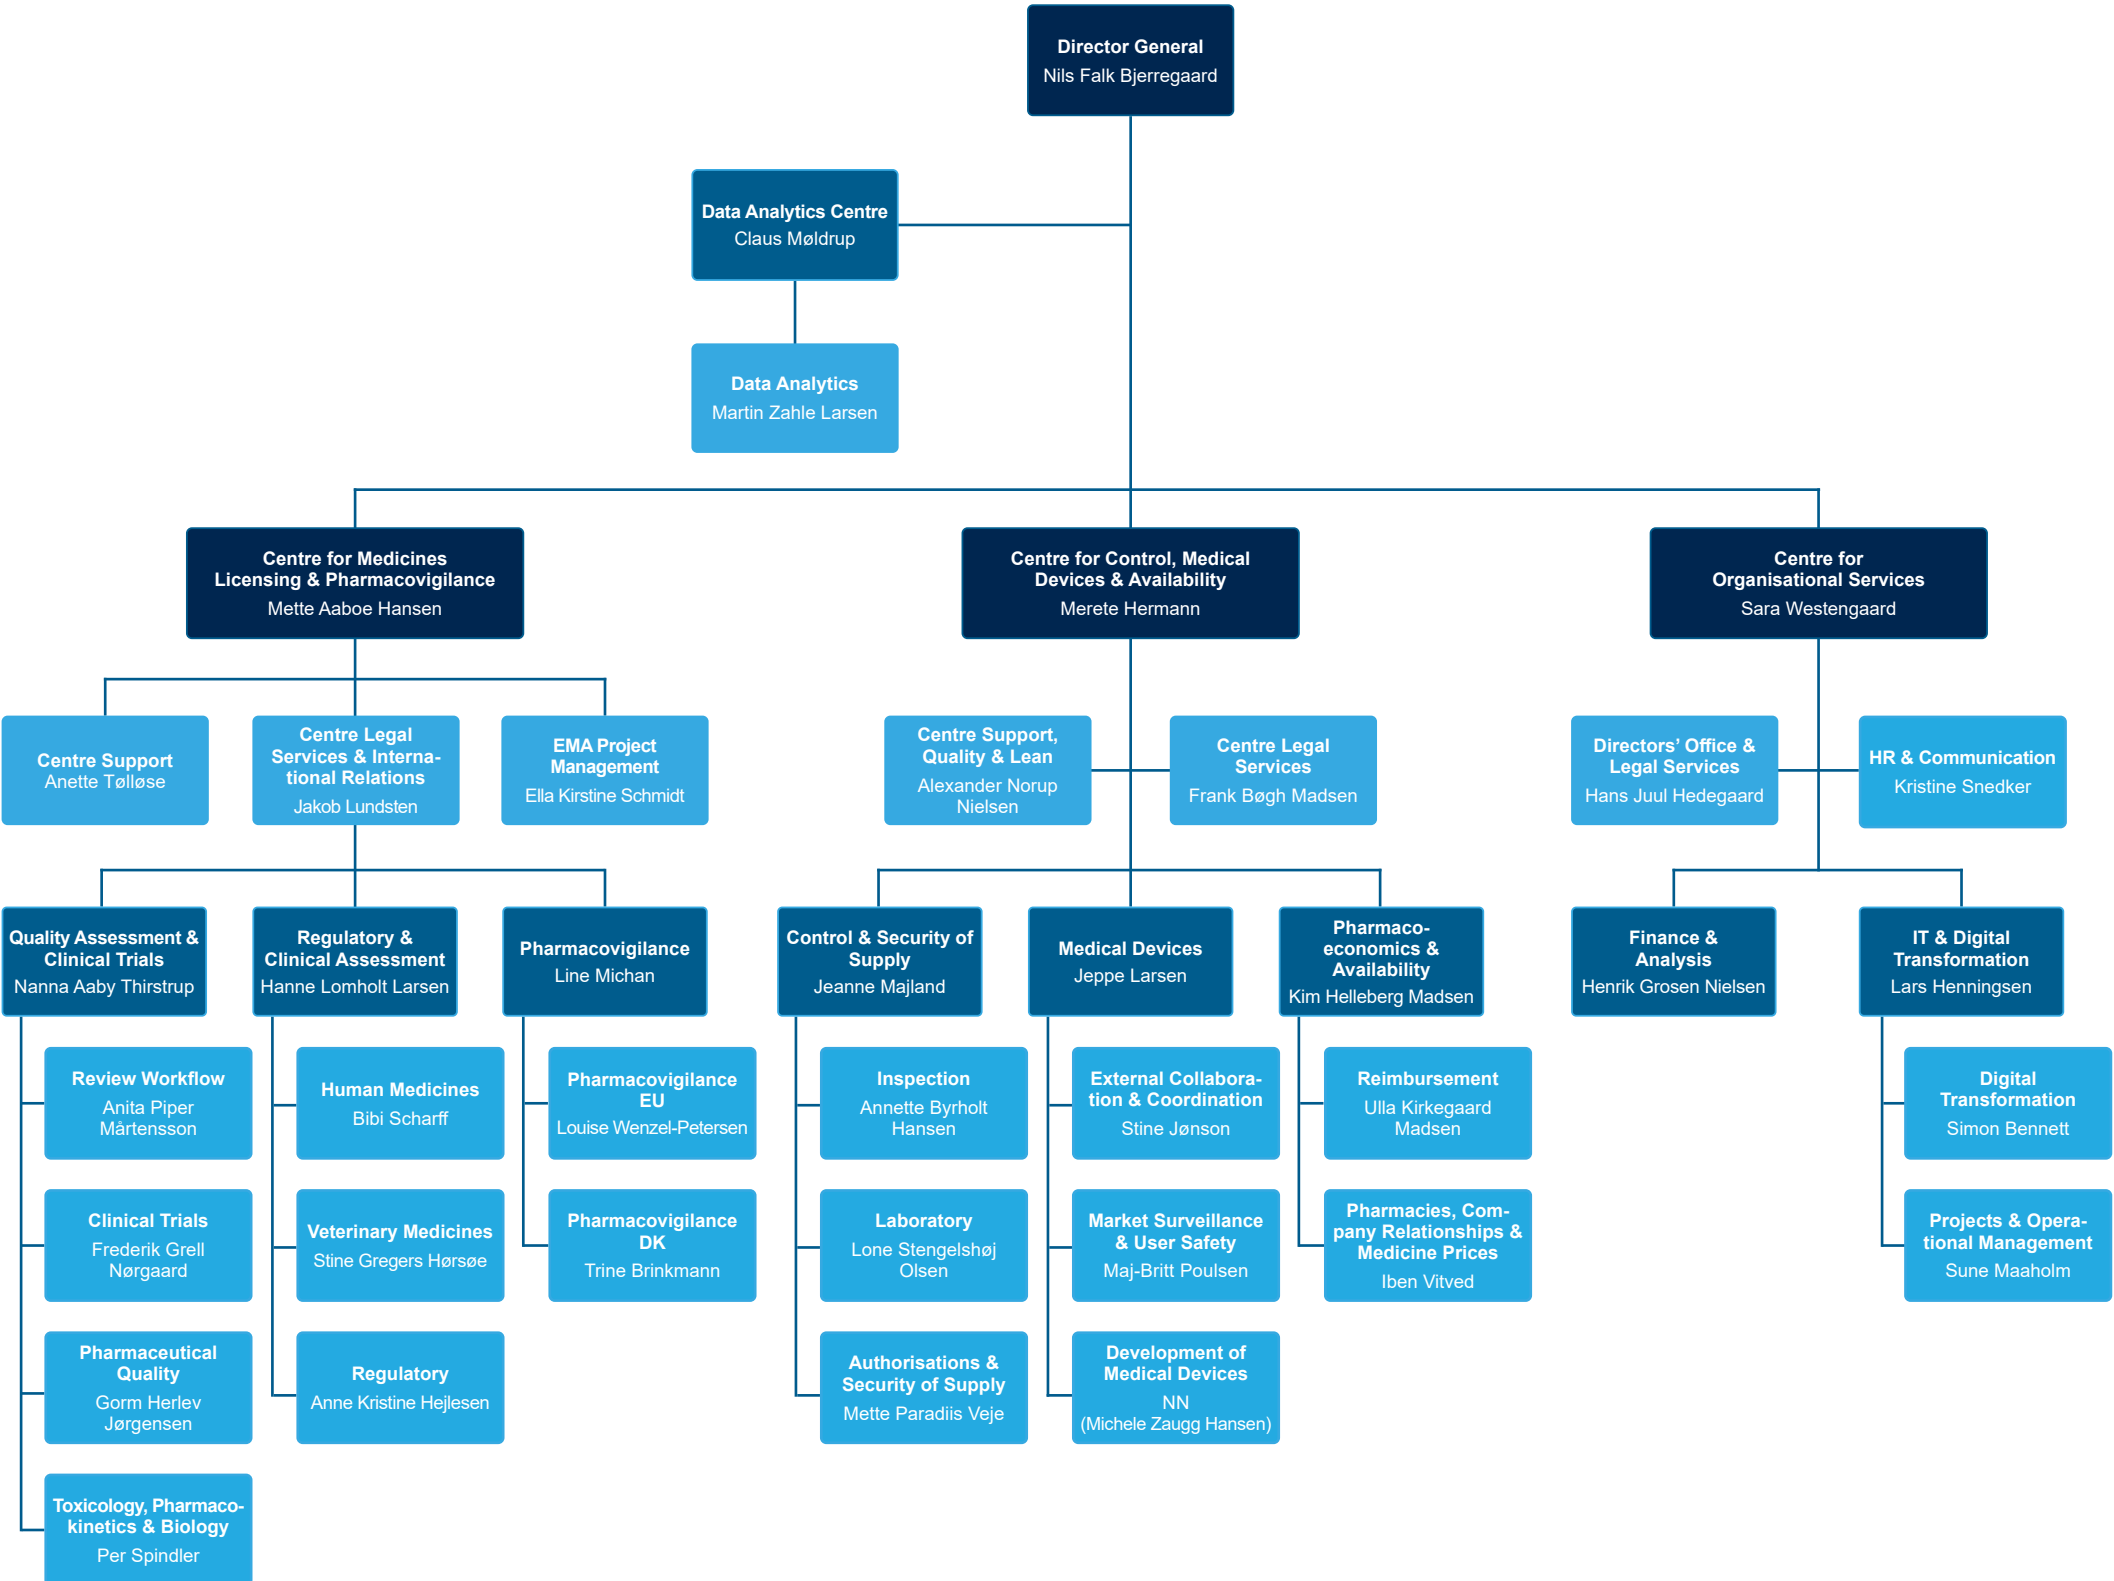 Director General
Nils Falk Bjerregaard
Data Analytics Centre
Claus Møldrup
Data Analytics
Martin Zahle Larsen
Centre for Medicines
Licensing & Pharmacovigilance
Mette Aaboe Hansen
Centre for Control, Medical
Devices & Availability
Merete Hermann
Centre for
Organisational Services
Sara Westengaard
Centre Support
Anette Tølløse
Centre Legal
Services & Interna-
tional Relations
Jakob Lundsten
EMA Project
Management
Ella Kirstine Schmidt
Centre Support,
Quality & Lean
Alexander Norup
Nielsen
Centre Legal
Services
Frank Bøgh Madsen
Directors’ Office &
Legal Services
Hans Juul Hedegaard
HR & Communication
Kristine Snedker
Quality Assessment &
Clinical Trials
Nanna Aaby Thirstrup
Regulatory &
Clinical Assessment
Hanne Lomholt Larsen
Pharmacovigilance
Line Michan
Control & Security of
Supply
Jeanne Majland
Medical Devices
Jeppe Larsen
Pharmaco-
economics &
Availability
Kim Helleberg Madsen
Finance &
Analysis
Henrik Grosen Nielsen
IT & Digital
Transformation
Lars Henningsen
Review Workflow
Anita Piper
Mårtensson
Human Medicines
Bibi Scharff
Pharmacovigilance
EU
Louise Wenzel-Petersen
Inspection
Annette Byrholt
Hansen
External Collabora-
tion & Coordination
Stine Jønson
Reimbursement
Ulla Kirkegaard
Madsen
Digital
Transformation
Simon Bennett
Clinical Trials
Frederik Grell
Nørgaard
Veterinary Medicines
Stine Gregers Hørsøe
Pharmacovigilance
DK
Trine Brinkmann
Laboratory
Lone Stengelshøj
Olsen
Market Surveillance
& User Safety
Maj-Britt Poulsen
Pharmacies, Com-
pany Relationships &
Medicine Prices
Iben Vitved
Projects & Opera-
tional Management
Sune Maaholm
Pharmaceutical
Quality
Gorm Herlev
Jørgensen
Regulatory
Anne Kristine Hejlesen
Authorisations &
Security of Supply
Mette Paradiis Veje
Development of
Medical Devices
NN
(Michele Zaugg Hansen)
Toxicology, Pharmaco-
kinetics & Biology
Per Spindler